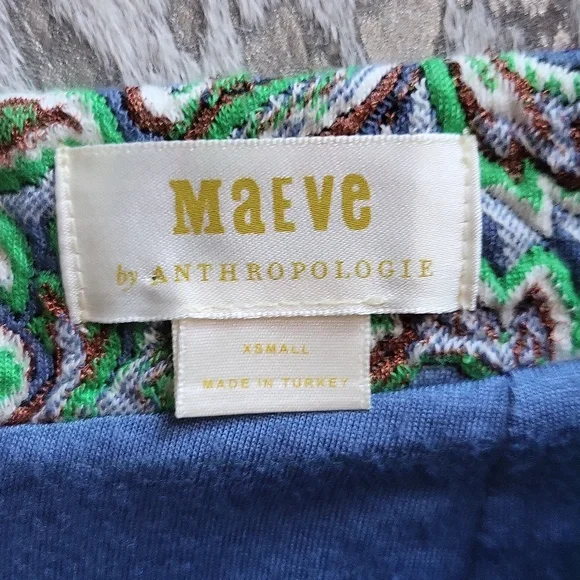 MaEVe
by ANTHROPOLOGIE
XSMALL
MADE IN TURKEY